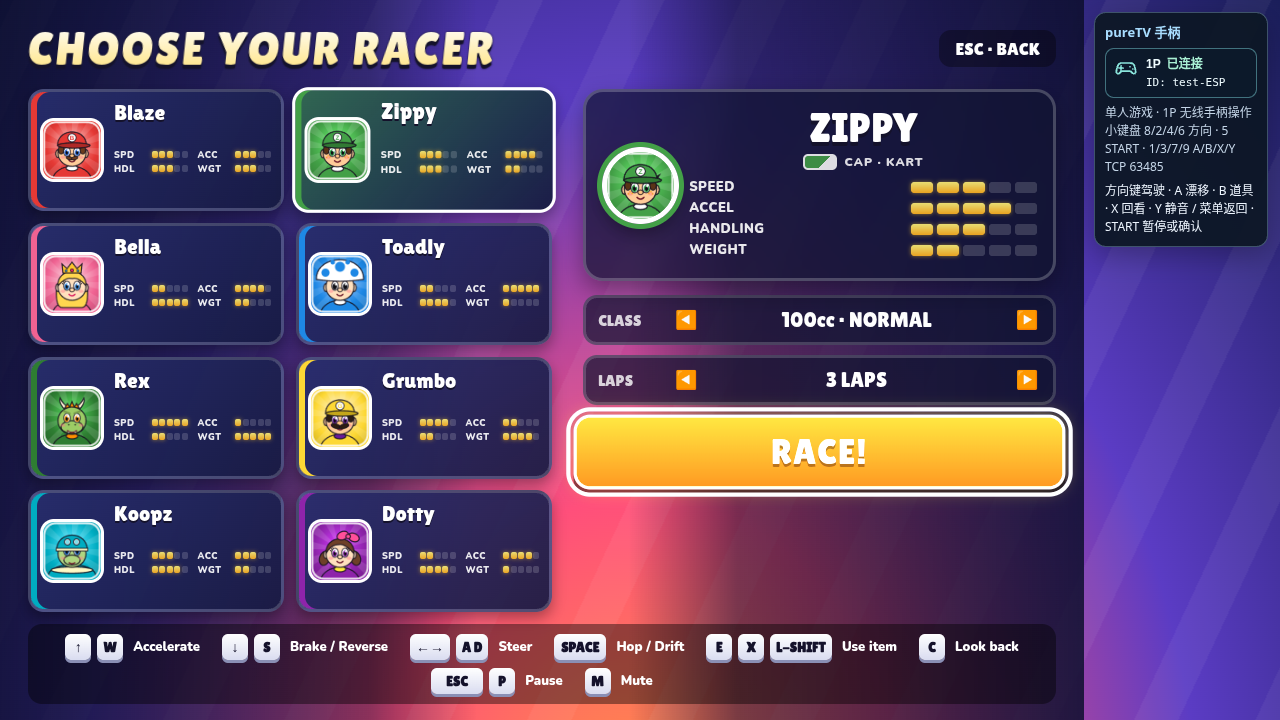 CHOOSE YOUR RACER
ESC · BACK
Blaze
SPD ACC
HDL WGT
Zippy
SPD ACC
HDL WGT
Bella
SPD ACC
HDL WGT
Toadly
SPD ACC
HDL WGT
Rex
SPD ACC
HDL WGT
Grumbo
SPD ACC
HDL WGT
Koopz
SPD ACC
HDL WGT
Dotty
SPD ACC
HDL WGT
ZIPPY
CAP · KART
SPEED
ACCEL
HANDLING
WEIGHT
CLASS ◀ 100cc · NORMAL ▶
LAPS ◀ 3 LAPS ▶
RACE!
↑ W Accelerate ↓ S Brake / Reverse ←→ A D Steer SPACE Hop / Drift E X L-SHIFT Use item C Look back
ESC P Pause M Mute
pureTV 手柄
1P 已连接
ID: test-ESP
单人游戏 · 1P 无线手柄操作
小键盘 8/2/4/6 方向 · 5
START · 1/3/7/9 A/B/X/Y
TCP 63485
方向键驾驶 · A 漂移 · B 道具
· X 回看 · Y 静音 / 菜单返回 ·
START 暂停或确认